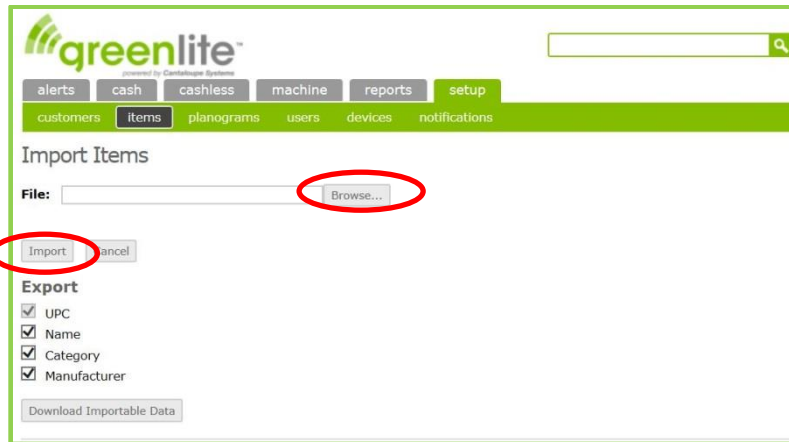 greenlite™
powered by Cantaloupe Systems
alerts cash cashless machine reports setup
customers items planograms users devices notifications
Import Items
File: Browse...
Import Cancel
Export
UPC
Name
Category
Manufacturer
Download Importable Data